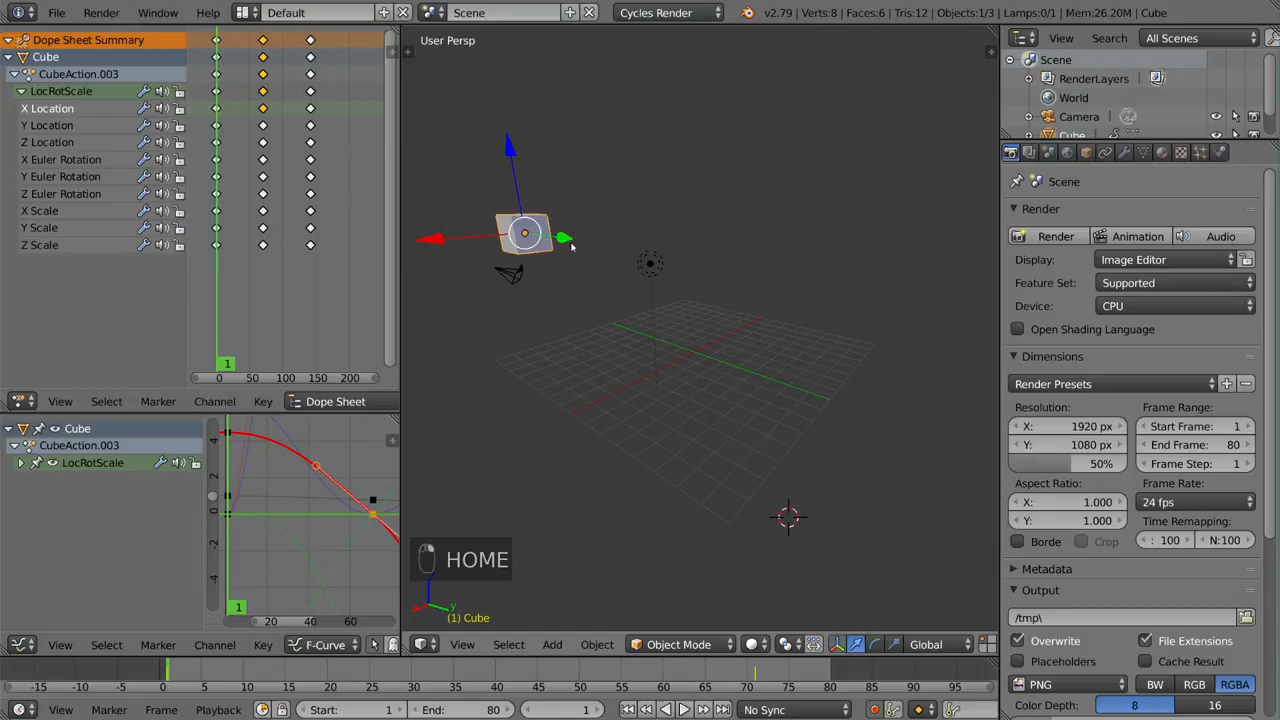 File Render Window Help Default Scene Cycles Render v2.79 | Verts:8 | Faces:6 | Tris:12 | Objects:1/3 | Lamps:0/1 | Mem:26.20M | Cube
Dope Sheet Summary
Cube
CubeAction.003
LocRotScale
X Location
Y Location
Z Location
X Euler Rotation
Y Euler Rotation
Z Euler Rotation
X Scale
Y Scale
Z Scale
1
0 50 100 150 200
View Select Marker Channel Key Dope Sheet
Cube
CubeAction.003
LocRotScale
4
2
0
-2
-4
1
20 40 60
View Select Marker Channel Key F-Curve
User Persp
HOME
y
(1) Cube
View Select Add Object Object Mode Global
View Search All Scenes
Scene
RenderLayers
World
Camera
Cube
Scene
Render
Render Animation Audio
Display: Image Editor
Feature Set: Supported
Device: CPU
Open Shading Language
Dimensions
Render Presets
Resolution: Frame Range:
X: 1920 px Start Frame: 1
Y: 1080 px End Frame: 80
50% Frame Step: 1
Aspect Ratio: Frame Rate:
X: 1.000 24 fps
Y: 1.000 Time Remapping:
Borde Crop : 100 N:100
Metadata
Output
/tmp\
Overwrite File Extensions
Placeholders Cache Result
PNG BW RGB RGBA
Color Depth: 8 16
-15 -10 -5 0 5 10 15 20 25 30 35 40 45 50 55 60 65 70 75 80 85 90 95
View Marker Frame Playback Start: 1 End: 80 1 No Sync